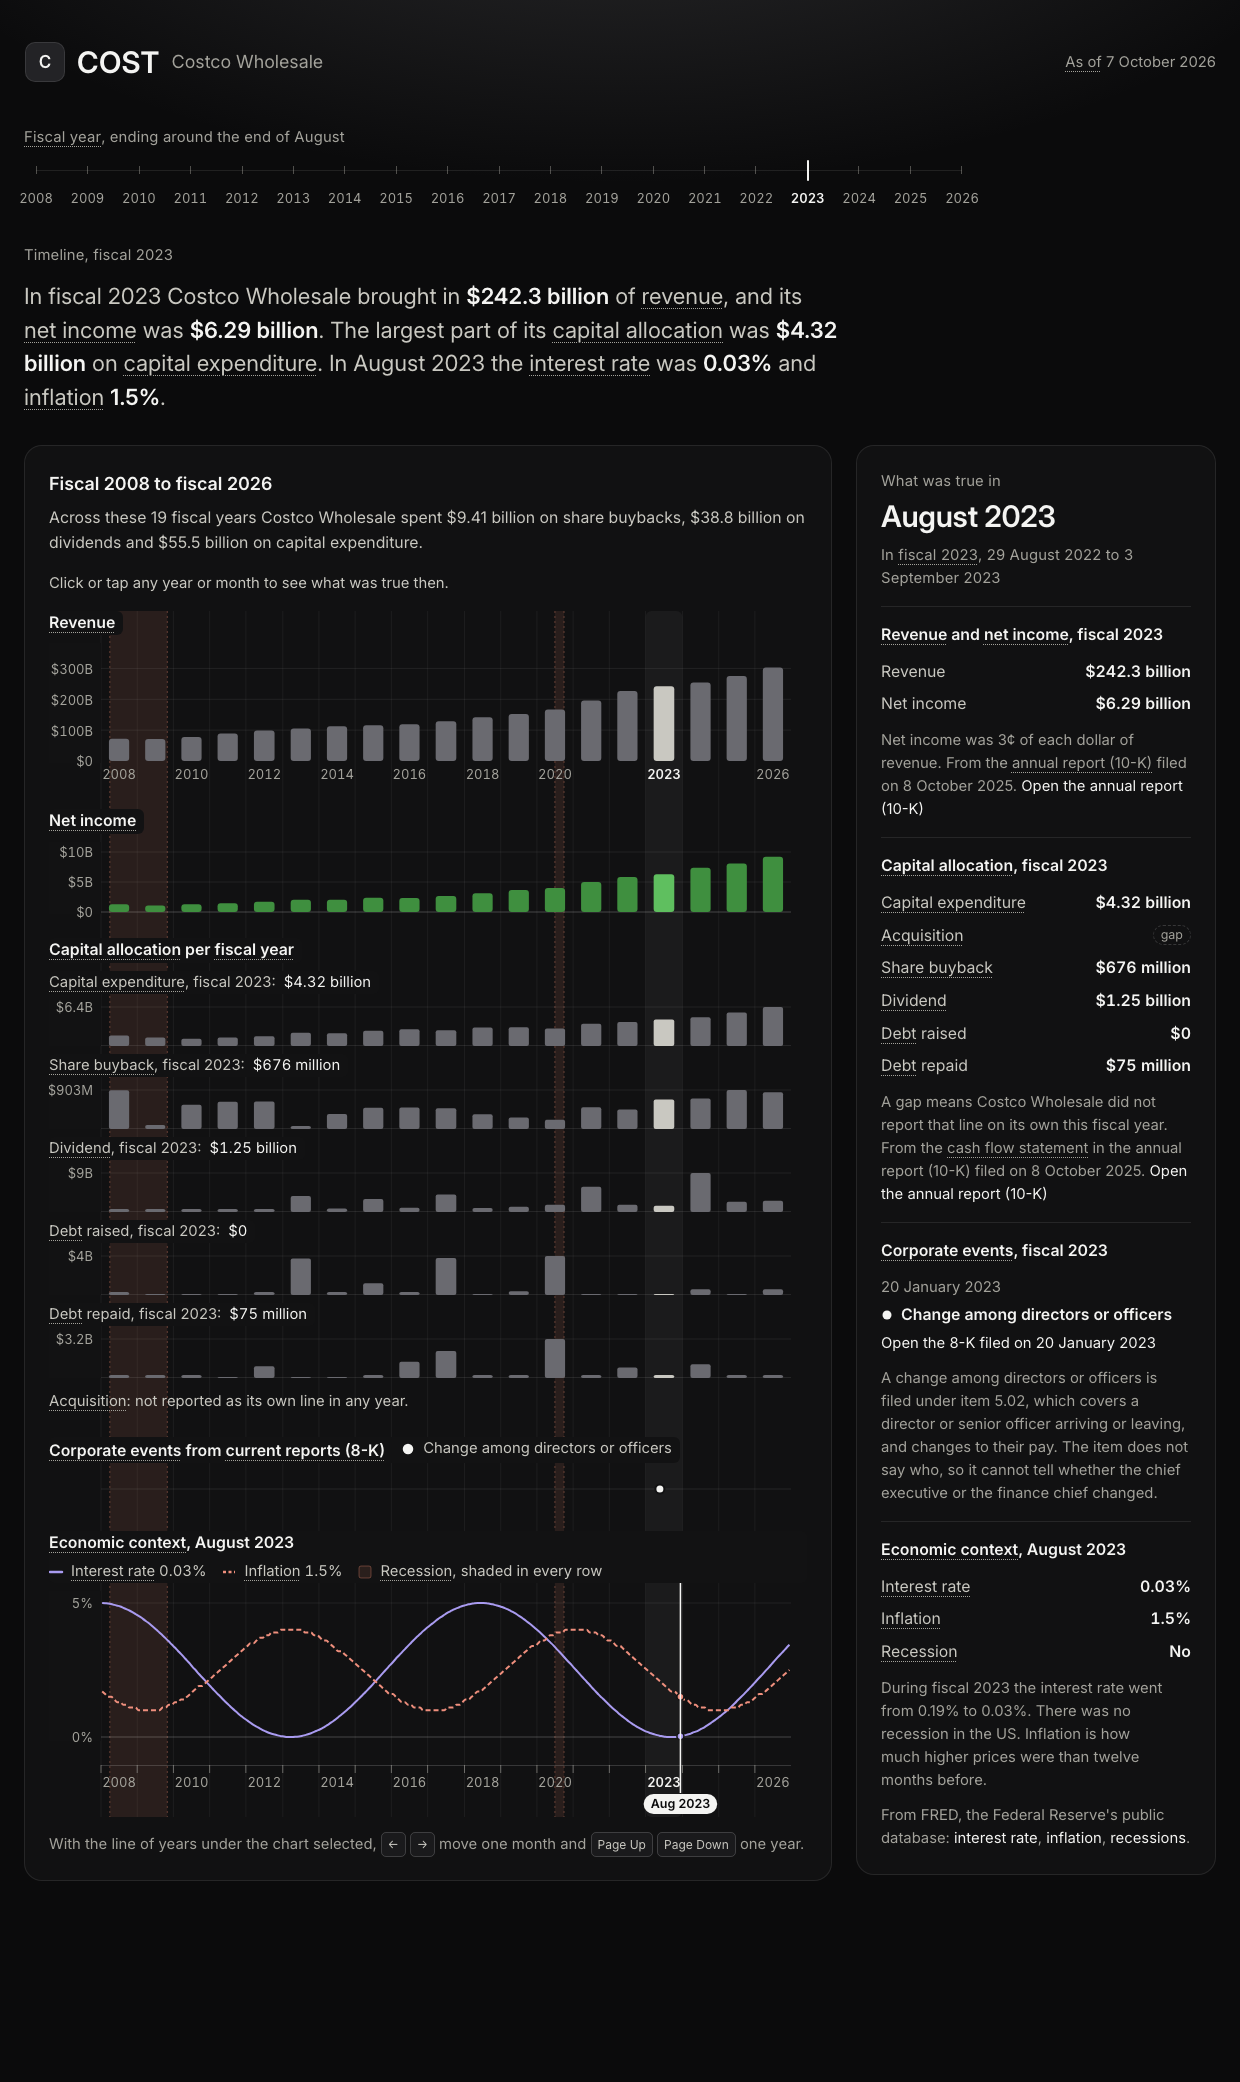 C COST Costco Wholesale As of 7 October 2026
Fiscal year, ending around the end of August
2008 2009 2010 2011 2012 2013 2014 2015 2016 2017 2018 2019 2020 2021 2022 2023 2024 2025 2026
Timeline, fiscal 2023
In fiscal 2023 Costco Wholesale brought in $242.3 billion of revenue, and its
net income was $6.29 billion. The largest part of its capital allocation was $4.32
billion on capital expenditure. In August 2023 the interest rate was 0.03% and
inflation 1.5%.
Fiscal 2008 to fiscal 2026
Across these 19 fiscal years Costco Wholesale spent $9.41 billion on share buybacks, $38.8 billion on
dividends and $55.5 billion on capital expenditure.
Click or tap any year or month to see what was true then.
Revenue
$300B
$200B
$100B
$0
2008 2010 2012 2014 2016 2018 2020 2023 2026
Net income
$10B
$5B
$0
Capital allocation per fiscal year
Capital expenditure, fiscal 2023: $4.32 billion
$6.4B
Share buyback, fiscal 2023: $676 million
$903M
Dividend, fiscal 2023: $1.25 billion
$9B
Debt raised, fiscal 2023: $0
$4B
Debt repaid, fiscal 2023: $75 million
$3.2B
Acquisition: not reported as its own line in any year.
Corporate events from current reports (8-K) Change among directors or officers
Economic context, August 2023
Interest rate 0.03% Inflation 1.5% Recession, shaded in every row
5%
0%
2008 2010 2012 2014 2016 2018 2020 2023 2026
Aug 2023
With the line of years under the chart selected, ← → move one month and Page Up Page Down one year.
What was true in
August 2023
In fiscal 2023, 29 August 2022 to 3
September 2023
Revenue and net income, fiscal 2023
Revenue $242.3 billion
Net income $6.29 billion
Net income was 3¢ of each dollar of
revenue. From the annual report (10-K) filed
on 8 October 2025. Open the annual report
(10-K)
Capital allocation, fiscal 2023
Capital expenditure $4.32 billion
Acquisition gap
Share buyback $676 million
Dividend $1.25 billion
Debt raised $0
Debt repaid $75 million
A gap means Costco Wholesale did not
report that line on its own this fiscal year.
From the cash flow statement in the annual
report (10-K) filed on 8 October 2025. Open
the annual report (10-K)
Corporate events, fiscal 2023
20 January 2023
Change among directors or officers
Open the 8-K filed on 20 January 2023
A change among directors or officers is
filed under item 5.02, which covers a
director or senior officer arriving or leaving,
and changes to their pay. The item does not
say who, so it cannot tell whether the chief
executive or the finance chief changed.
Economic context, August 2023
Interest rate 0.03%
Inflation 1.5%
Recession No
During fiscal 2023 the interest rate went
from 0.19% to 0.03%. There was no
recession in the US. Inflation is how
much higher prices were than twelve
months before.
From FRED, the Federal Reserve's public
database: interest rate, inflation, recessions.